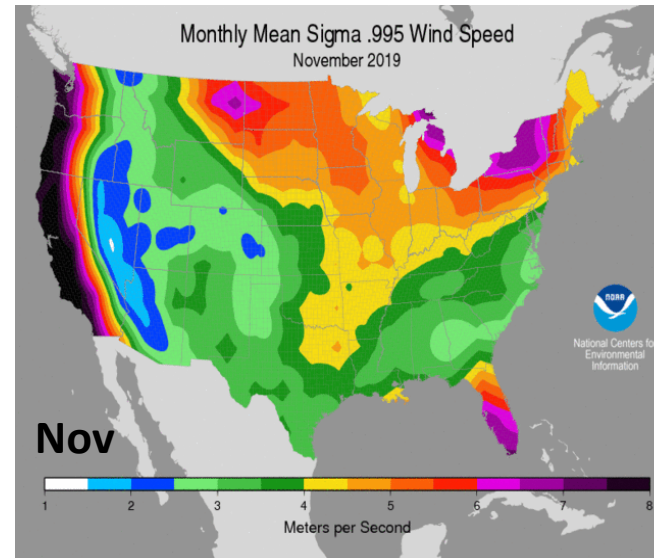 Monthly Mean Sigma .995 Wind Speed
November 2019
NOAA
National Centers for
Environmental
Information
Nov
1 2 3 4 5 6 7 8
Meters per Second